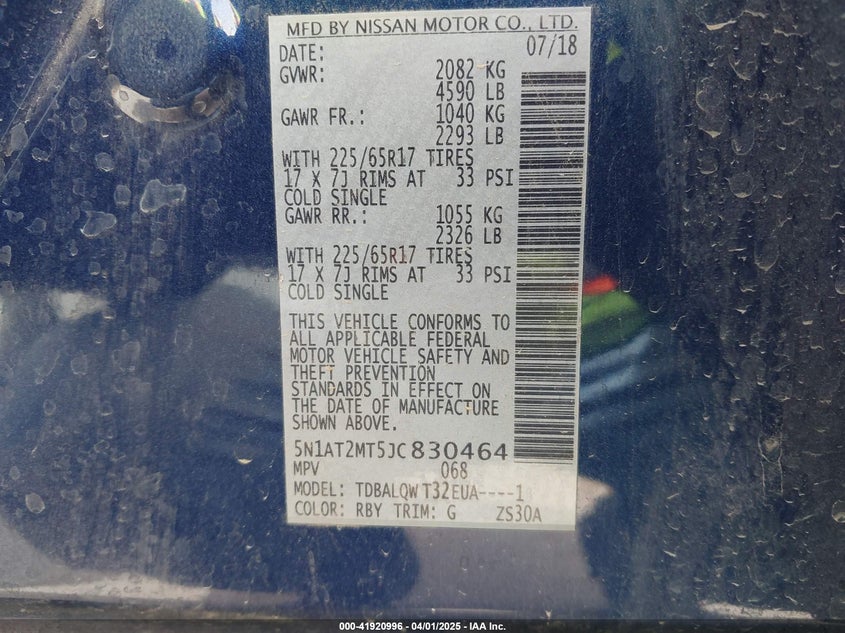 MFD BY NISSAN MOTOR CO., LTD.
DATE: 07/18
GVWR: 2082 KG
4590 LB
GAWR FR.: 1040 KG
2293 LB
WITH 225/65R17 TIRES
17 X 7J RIMS AT 33 PSI
COLD SINGLE
GAWR RR.: 1055 KG
2326 LB
WITH 225/65R17 TIRES
17 X 7J RIMS AT 33 PSI
COLD SINGLE
THIS VEHICLE CONFORMS TO
ALL APPLICABLE FEDERAL
MOTOR VEHICLE SAFETY AND
THEFT PREVENTION
STANDARDS IN EFFECT ON
THE DATE OF MANUFACTURE
SHOWN ABOVE.
5N1AT2MT5JC830464
MPV 068
MODEL: TDBALQW T32EUA----1
COLOR: RBY TRIM: G ZS30A
000-41920996 - 04/01/2025 - IAA Inc.